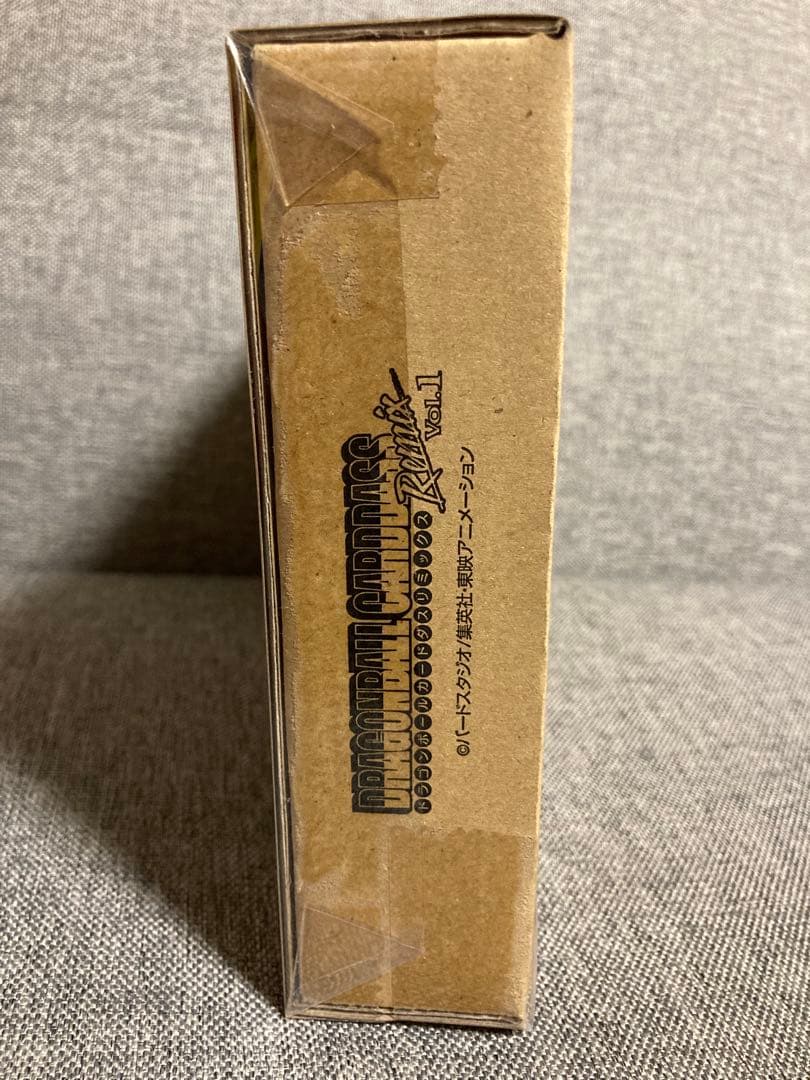 DRAGONBALL CARDDASS
Remix
ドラゴンボールカードダスリミックス
Vol.1
©バードスタジオ/集英社・東映アニメーション